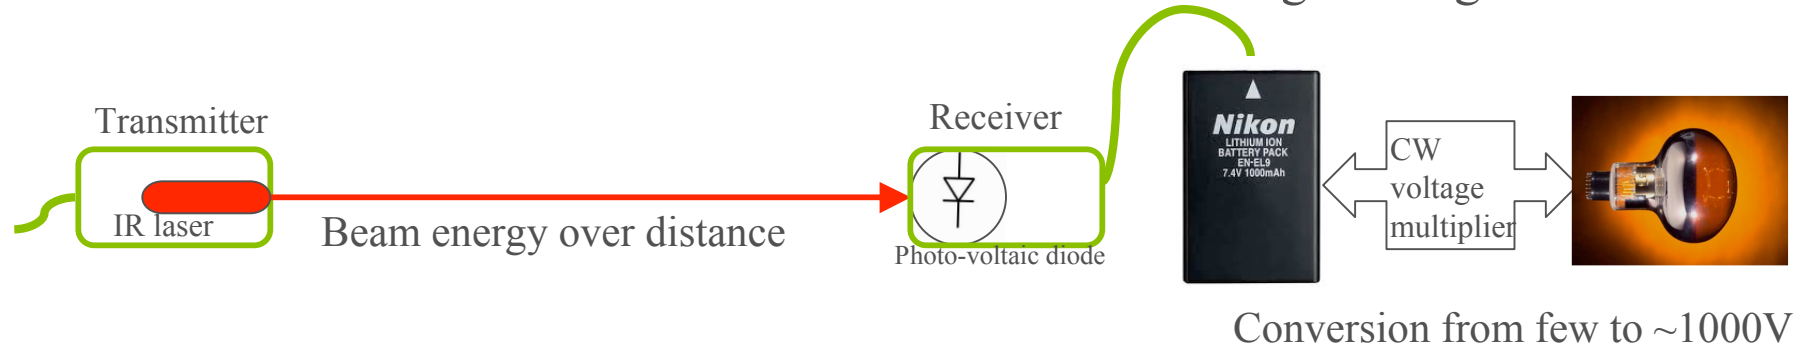 Transmitter
IR laser
Beam energy over distance
Receiver
Photo-voltaic diode
Nikon
LITHIUM ION
BATTERY PACK
EN-EL9
7.4V 1000mAh
CW
voltage
multiplier
Conversion from few to ~1000V